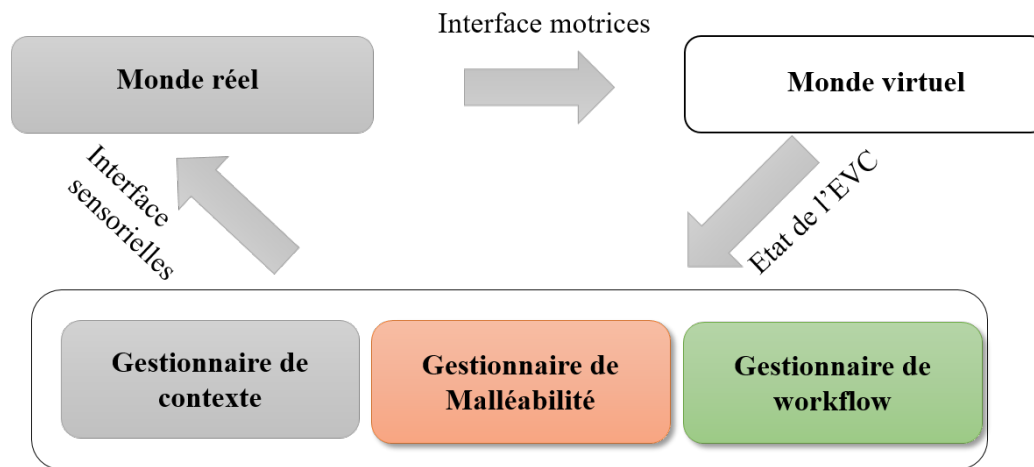 Interface motrices
Monde réel
Monde virtuel
Interface
sensorielles
Etat de l’EVC
Gestionnaire de
contexte
Gestionnaire de
Malléabilité
Gestionnaire de
workflow